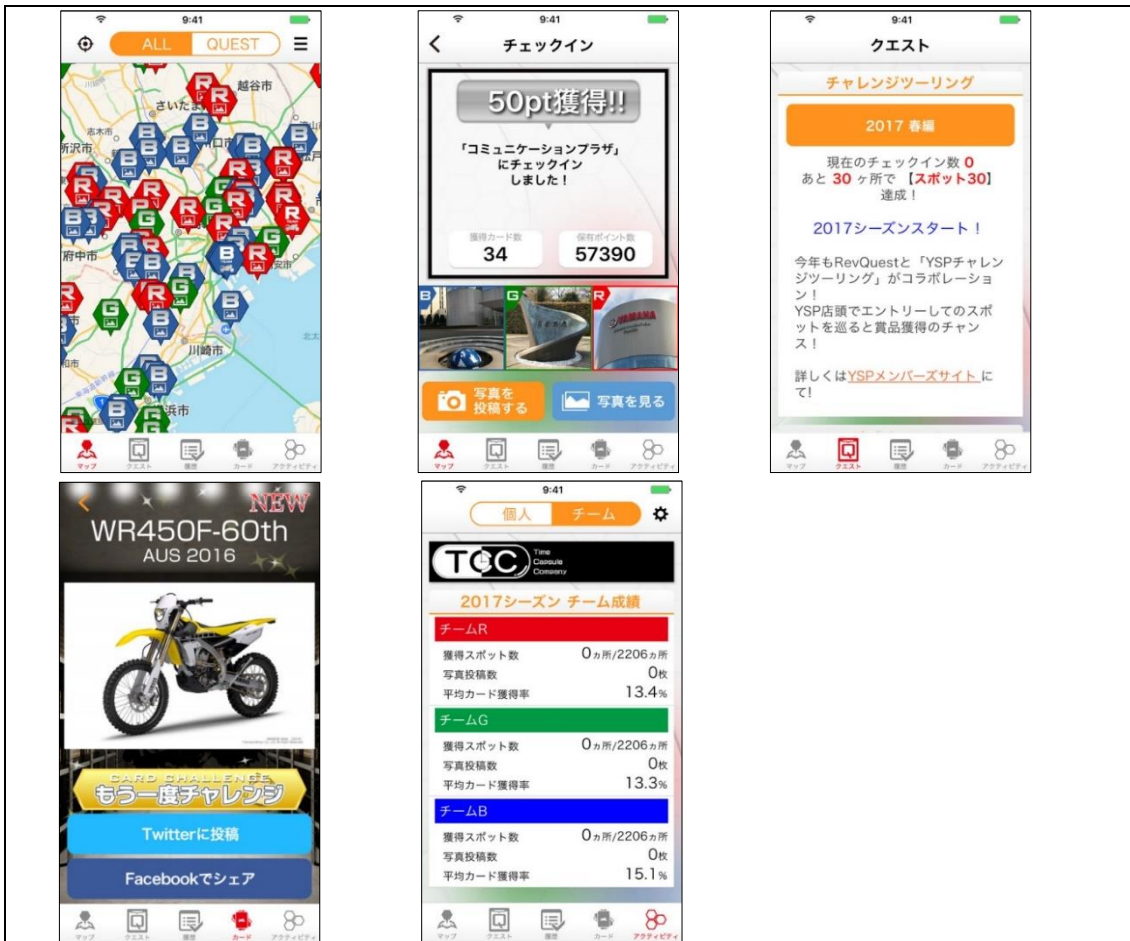 9:41
ALL QUEST
越谷市
さいたま
志木市
所沢市
川口市
松戸
府中市
川崎市
浜市
マップ クエスト 履歴 カード アクティビティ
9:41
チェックイン
50pt獲得!!
「コミュニケーションプラザ」
にチェックイン
しました！
獲得カード数 保有ポイント数
34 57390
B G R
YAMAHA
写真を
投稿する
写真を見る
マップ クエスト 履歴 カード アクティビティ
9:41
クエスト
チャレンジツーリング
2017 春編
現在のチェックイン数 0
あと 30 ヶ所で 【スポット30】
達成！
2017シーズンスタート！
今年もRevQuestと「YSPチャレン
ジツーリング」がコラボレーショ
ン！
YSP店頭でエントリーしてのスポ
ットを巡ると賞品獲得のチャン
ス！
詳しくはYSPメンバーズサイト に
て!
マップ クエスト 履歴 カード アクティビティ
NEW
WR450F-60th
AUS 2016
CARD CHALLENGE
もう一度チャレンジ
Twitterに投稿
Facebookでシェア
マップ クエスト 履歴 カード アクティビティ
9:41
個人 チーム
TCC
Time
Capsule
Company
2017シーズン チーム成績
チームR
獲得スポット数 0ヵ所/2206ヵ所
写真投稿数 0枚
平均カード獲得率 13.4%
チームG
獲得スポット数 0ヵ所/2206ヵ所
写真投稿数 0枚
平均カード獲得率 13.3%
チームB
獲得スポット数 0ヵ所/2206ヵ所
写真投稿数 0枚
平均カード獲得率 15.1%
マップ クエスト 履歴 カード アクティビティ